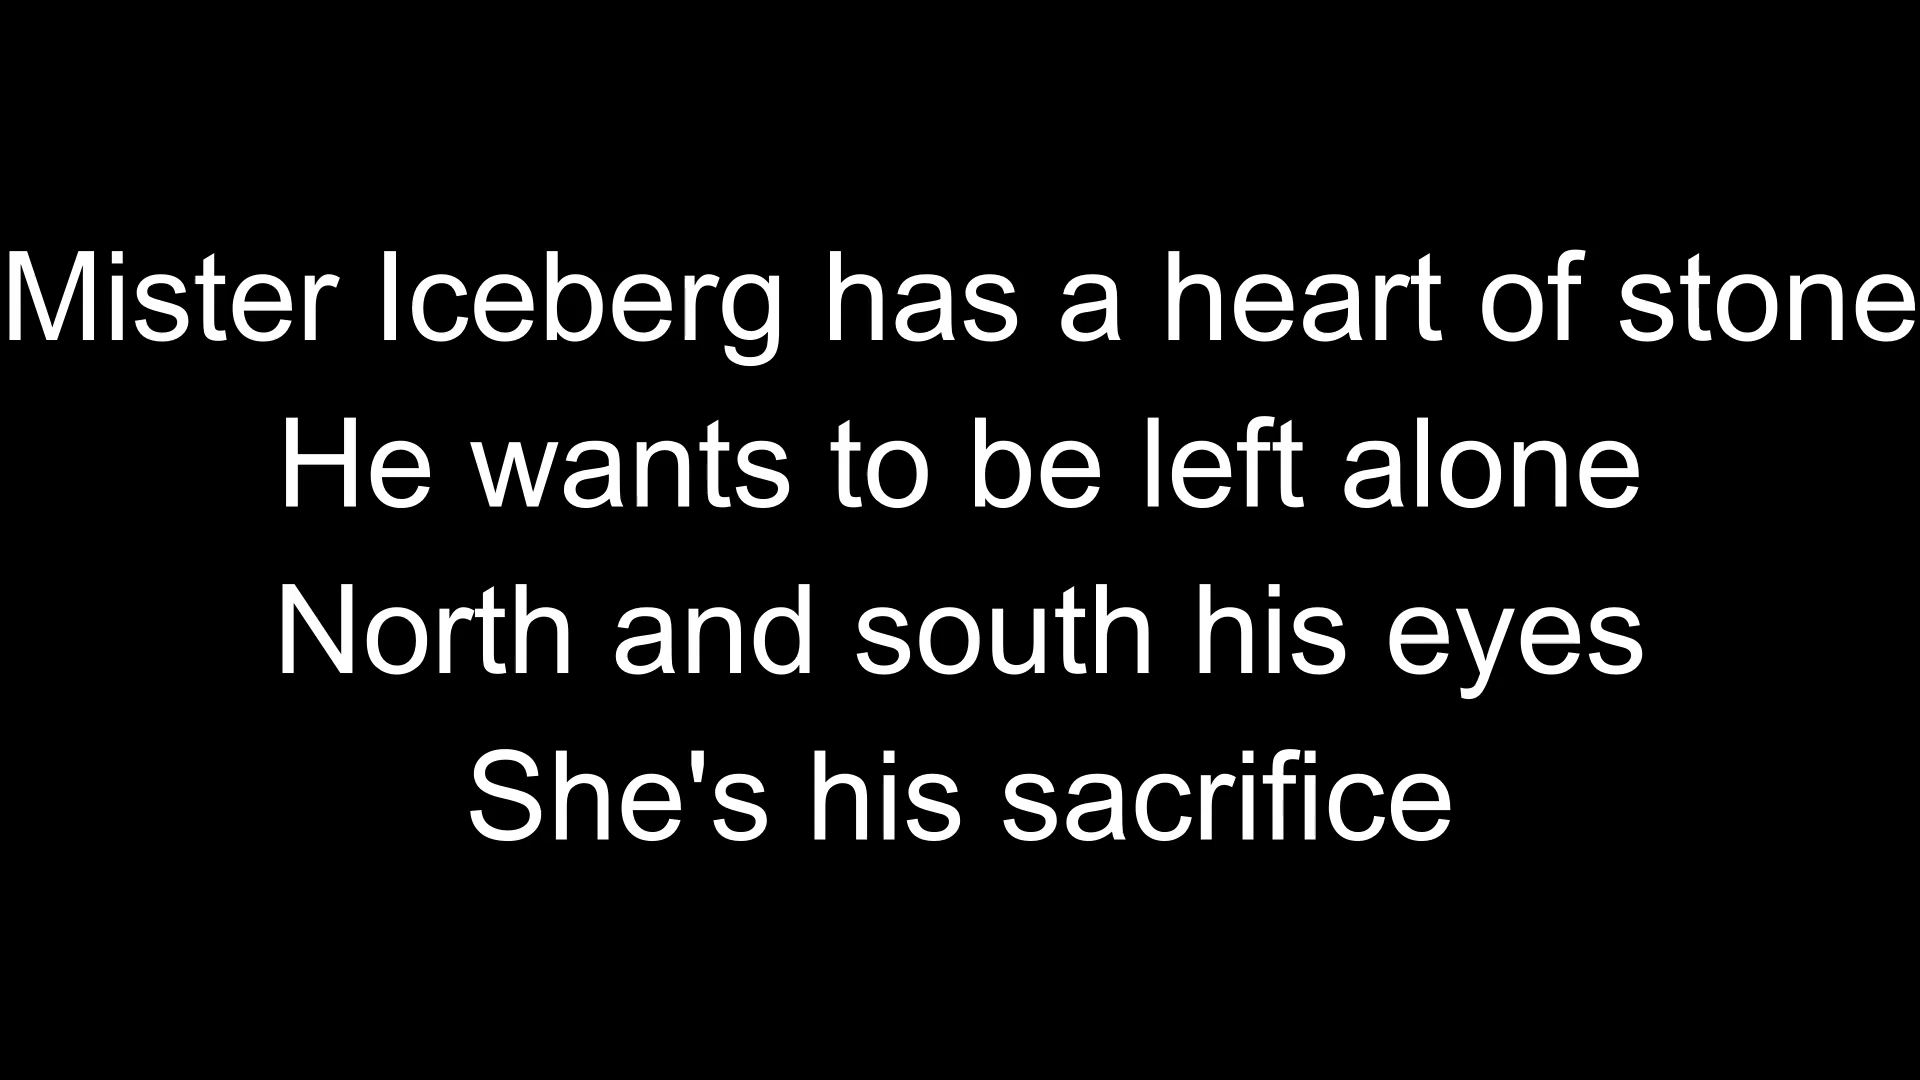 Mister Iceberg has a heart of stone
He wants to be left alone
North and south his eyes
She's his sacrifice